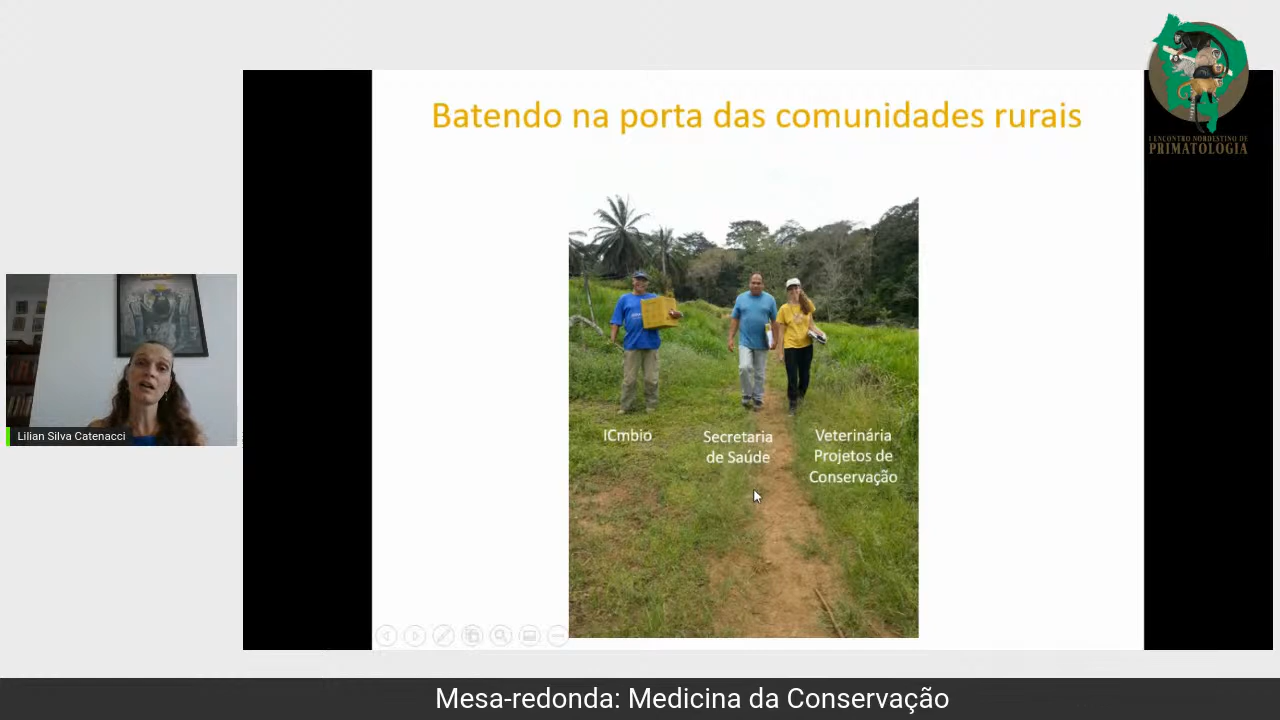 Batendo na porta das comunidades rurais
I ENCONTRO NORDESTINO DE
PRIMATOLOGIA
ICmbio
Secretaria
de Saúde
Veterinária
Projetos de
Conservação
Lilian Silva Catenacci
Mesa-redonda: Medicina da Conservação